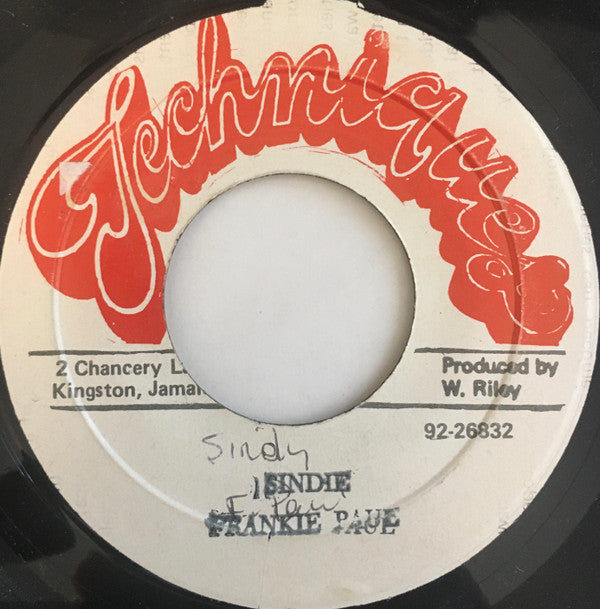 Techniques
2 Chancery L
Kingston, Jamai
Produced by
W. Riley
92-26832
Sindy
SINDIE
F. Paul
FRANKIE PAUL